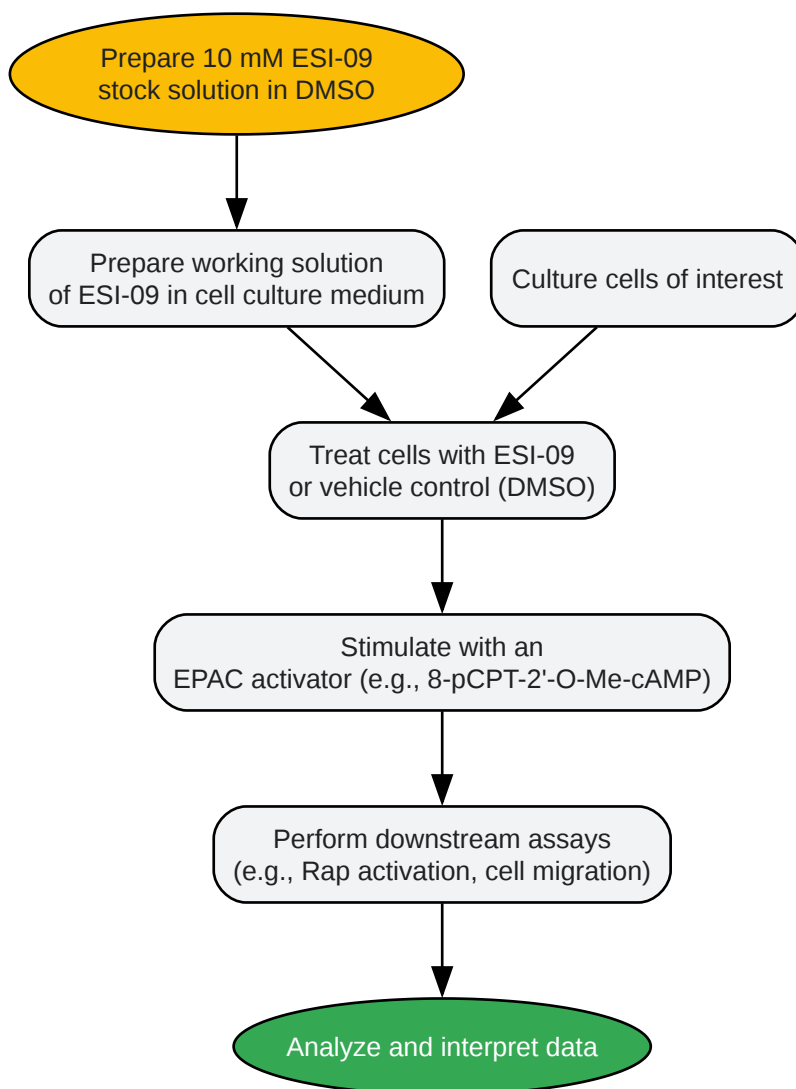 Prepare 10 mM ESI-09
stock solution in DMSO
Prepare working solution
of ESI-09 in cell culture medium
Culture cells of interest
Treat cells with ESI-09
or vehicle control (DMSO)
Stimulate with an
EPAC activator (e.g., 8-pCPT-2'-O-Me-cAMP)
Perform downstream assays
(e.g., Rap activation, cell migration)
Analyze and interpret data